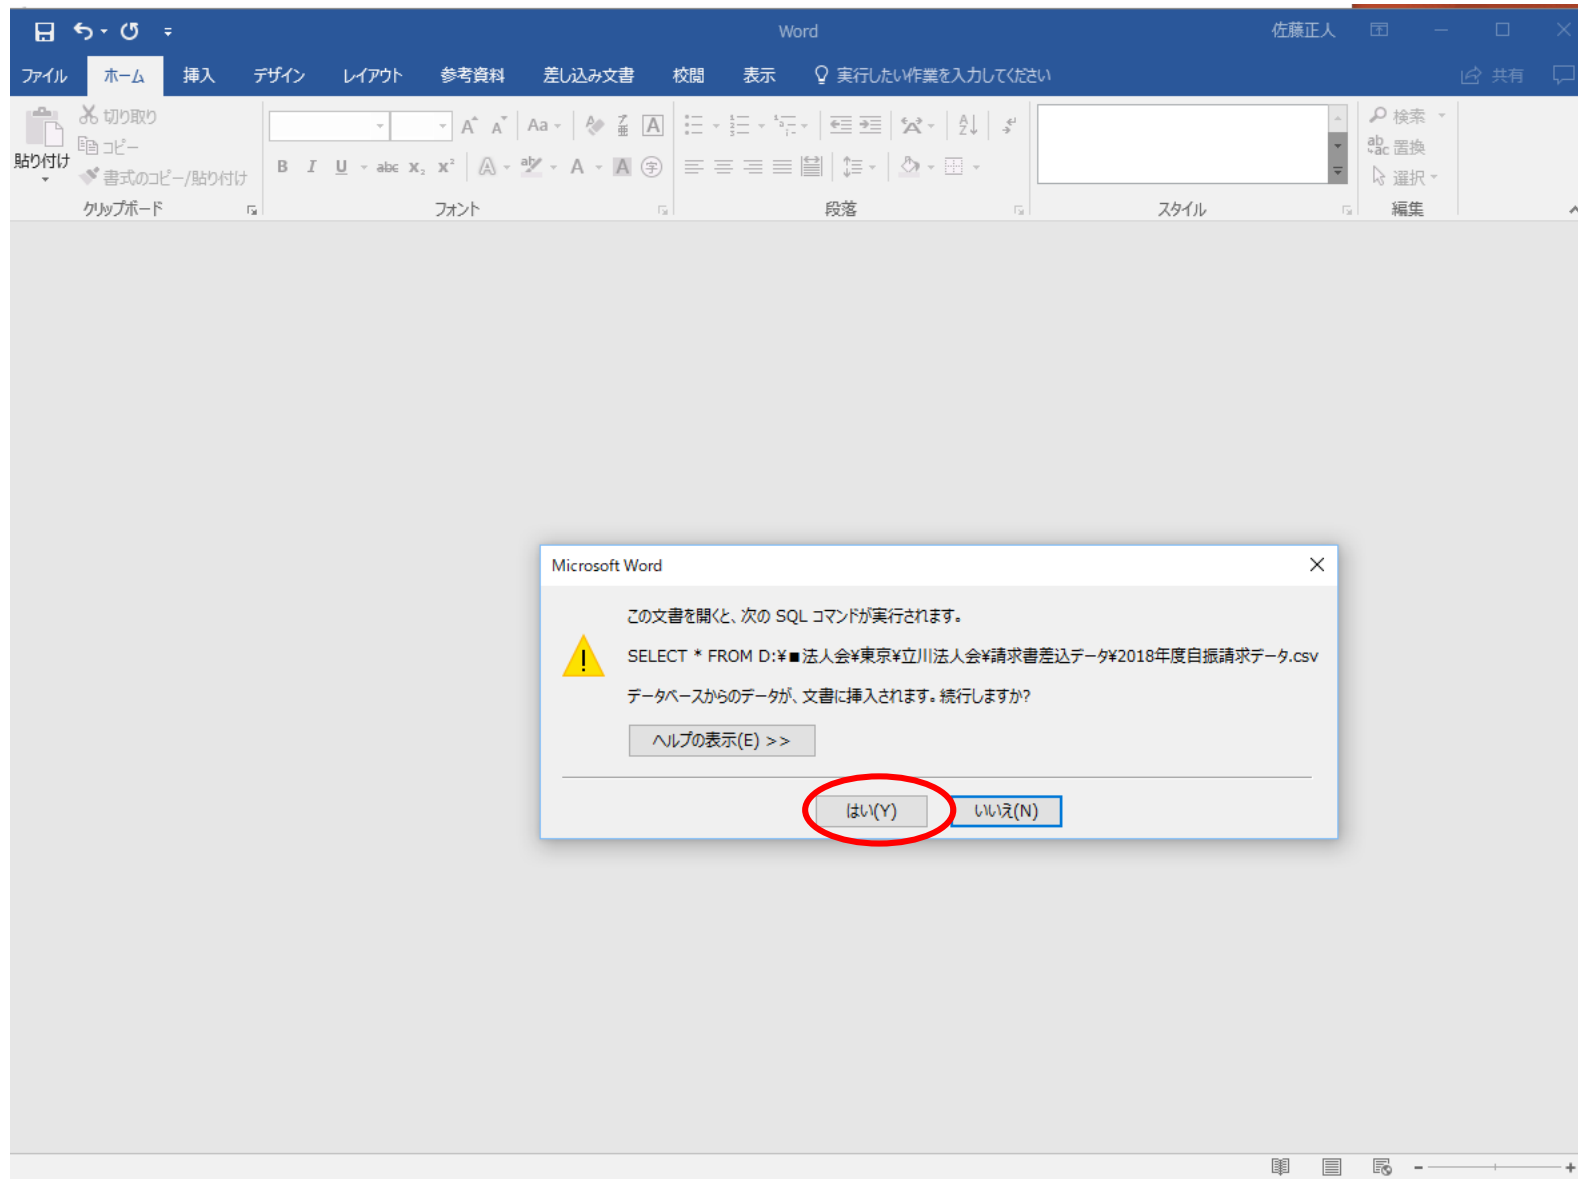 Word
佐藤正人
ファイル ホーム 挿入 デザイン レイアウト 参考資料 差し込み文書 校閲 表示 実行したい作業を入力してください 共有
貼り付け
切り取り
コピー
書式のコピー/貼り付け
クリップボード
A A Aa A
B I U abc x₂ x² A ab A A 字
フォント
段落
スタイル
検索
置換
選択
編集
Microsoft Word
この文書を開くと、次の SQL コマンドが実行されます。
SELECT * FROM D:¥■法人会¥東京¥立川法人会¥請求書差込データ¥2018年度自振請求データ.csv
データベースからのデータが、文書に挿入されます。続行しますか?
ヘルプの表示(E) >>
はい(Y) いいえ(N)